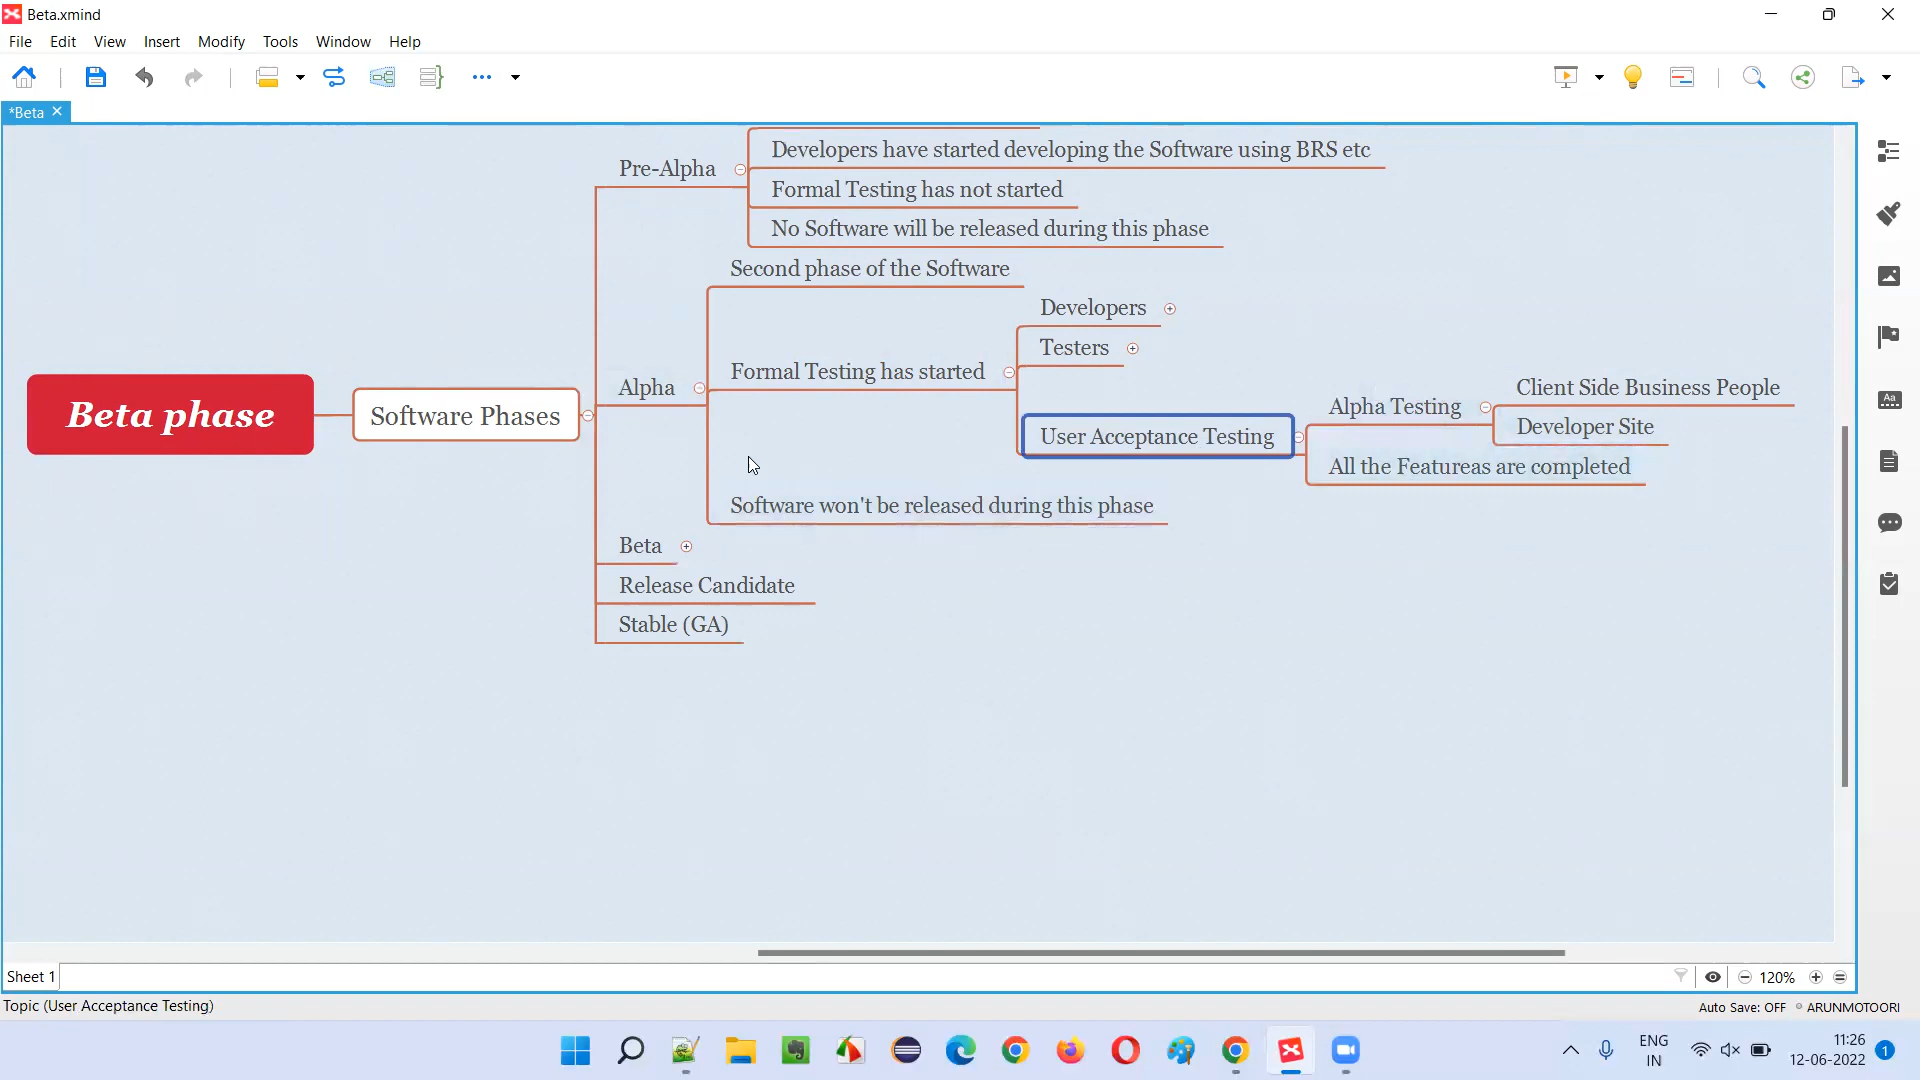 Beta.xmind
File Edit View Insert Modify Tools Window Help
*Beta
Developers have started developing the Software using BRS etc
Pre-Alpha
Formal Testing has not started
No Software will be released during this phase
Second phase of the Software
Developers
Testers
Formal Testing has started
Alpha
Client Side Business People
Alpha Testing
Beta phase
Software Phases
Developer Site
User Acceptance Testing
All the Featureas are completed
Software won't be released during this phase
Beta
Release Candidate
Stable (GA)
Aa
Sheet 1
120%
Topic (User Acceptance Testing)
Auto Save: OFF
ARUNMOTOORI
ENG
IN
11:26
12-06-2022
1